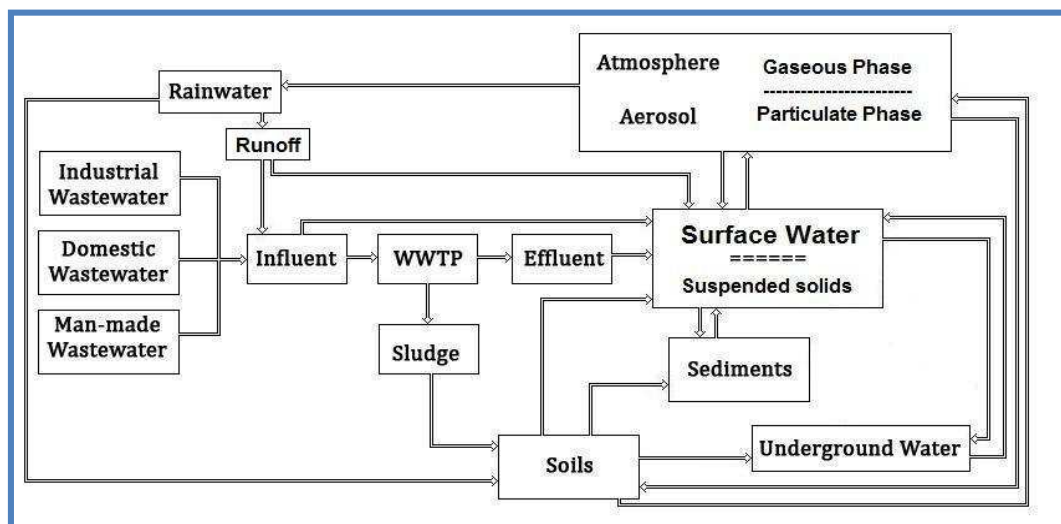 Atmosphere
Gaseous Phase
------------------------
Aerosol
Particulate Phase
Rainwater
Runoff
Industrial
Wastewater
Domestic
Wastewater
Man-made
Wastewater
Influent
WWTP
Effluent
Surface Water
======
Suspended solids
Sludge
Sediments
Soils
Underground Water